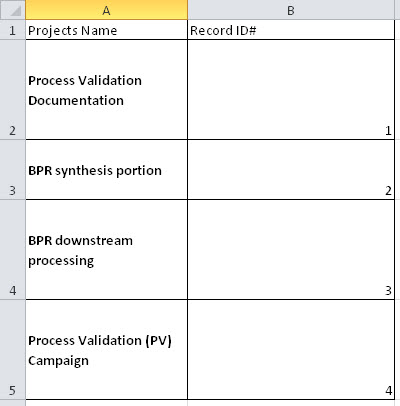 A B
1 Projects Name Record ID#
Process Validation
Documentation
2 1
3 BPR synthesis portion 2
BPR downstream
processing
4 3
Process Validation (PV)
Campaign
5 4